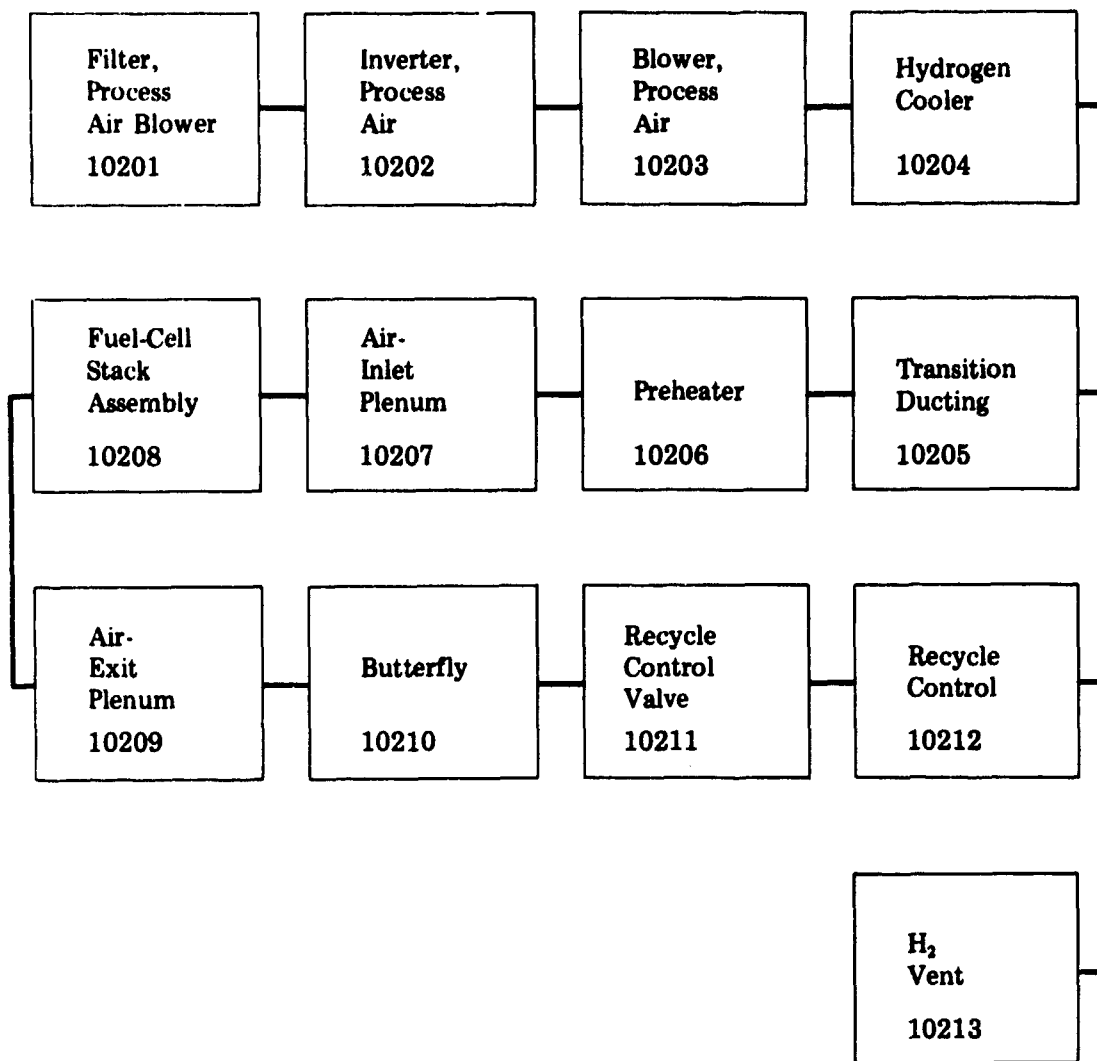 Filter,
Process
Air Blower
10201
Inverter,
Process
Air
10202
Blower,
Process
Air
10203
Hydrogen
Cooler
10204
Fuel-Cell
Stack
Assembly
10208
Air-
Inlet
Plenum
10207
Preheater
10206
Transition
Ducting
10205
Air-
Exit
Plenum
10209
Butterfly
10210
Recycle
Control
Valve
10211
Recycle
Control
10212
H₂
Vent
10213